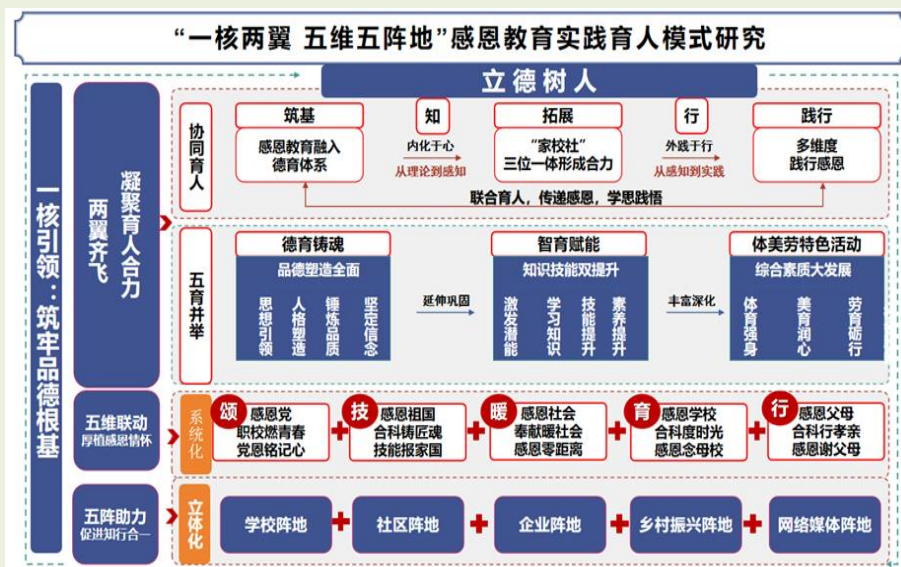 “一核两翼 五维五阵地”感恩教育实践育人模式研究
立德树人
一核引领：筑牢品德根基
凝聚育人合力
两翼齐飞
协同育人
筑基
感恩教育融入
德育体系
知
内化于心
从理论到感知
拓展
“家校社”
三位一体形成合力
行
外践于行
从感知到实践
践行
多维度
践行感恩
联合育人，传递感恩，学思践悟
五育并举
德育铸魂
品德塑造全面
思想引领
人格塑造
锤炼品质
坚定信念
延伸巩固
智育赋能
知识技能双提升
激发潜能
学习知识
技能提升
素养提升
丰富深化
体美劳特色活动
综合素质大发展
体育强身
美育润心
劳育砺行
五维联动
厚植感恩情怀
系统化
颂
感恩党
职校燃青春
党恩铭记心
技
感恩祖国
合科铸匠魂
技能报家国
暖
感恩社会
奉献暖社会
感恩零距离
育
感恩学校
合科度时光
感恩念母校
行
感恩父母
合科行孝亲
感恩谢父母
五阵助力
促进知行合一
立体化
学校阵地
社区阵地
企业阵地
乡村振兴阵地
网络媒体阵地